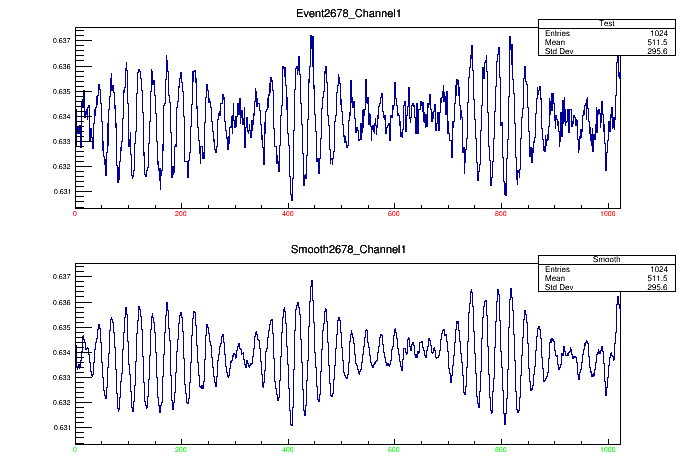 Event2678_Channel1
Test
Entries 1024
Mean 511.5
Std Dev 295.6
0.637
0.636
0.635
0.634
0.633
0.632
0.631
0 200 400 600 800 1000
Smooth2678_Channel1
Smooth
Entries 1024
Mean 511.5
Std Dev 295.6
0.637
0.636
0.635
0.634
0.633
0.632
0.631
0 200 400 600 800 1000